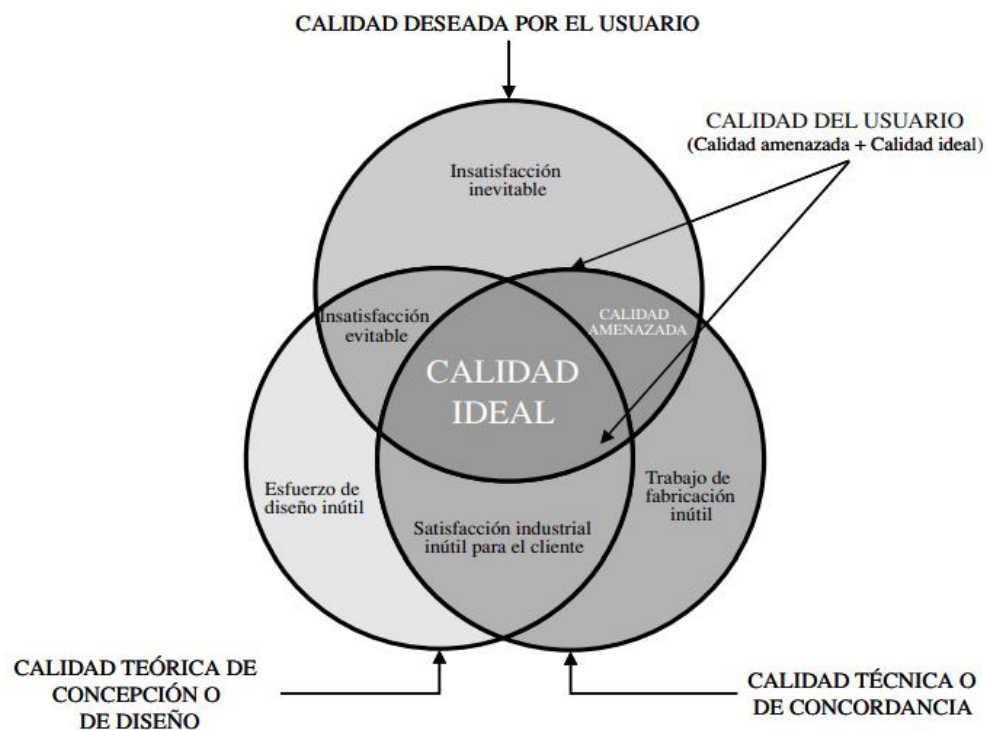 CALIDAD DESEADA POR EL USUARIO
CALIDAD DEL USUARIO
(Calidad amenazada + Calidad ideal)
Insatisfacción
inevitable
Insatisfacción
evitable
CALIDAD
AMENAZADA
CALIDAD
IDEAL
Esfuerzo de
diseño inútil
Satisfacción industrial
inútil para el cliente
Trabajo de
fabricación
inútil
CALIDAD TEÓRICA DE
CONCEPCIÓN O
DE DISEÑO
CALIDAD TÉCNICA O
DE CONCORDANCIA